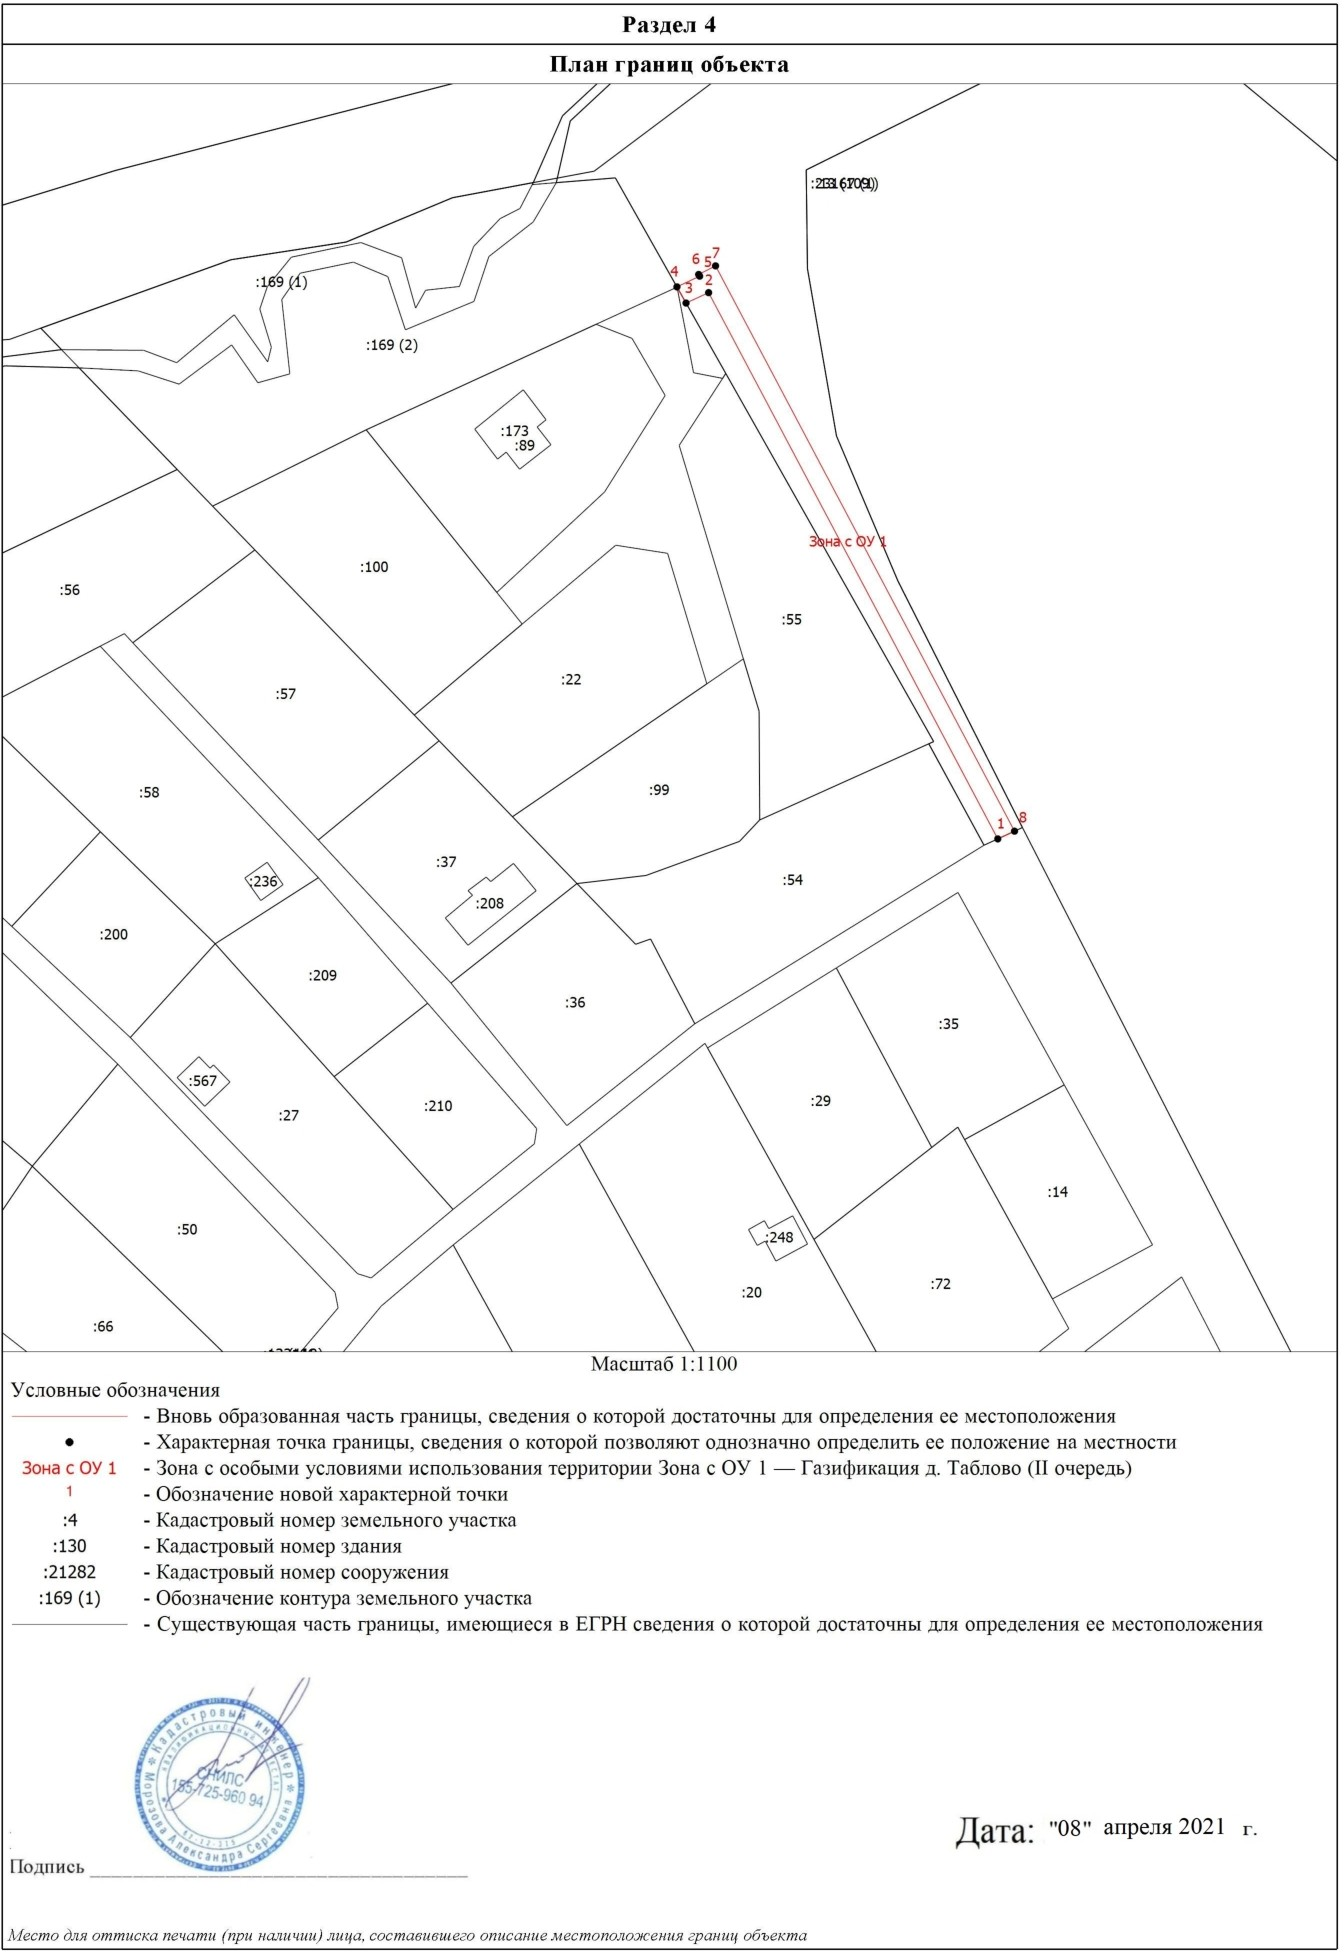 Раздел 4
План границ объекта
7
6
5
4
2
3
:169 (1)
:169 (2)
:173
:89
Зона с ОУ 1
:100
:56
:55
:22
:57
:99
:58
1
8
:37
:54
:236
:208
:200
:209
:36
:35
:567
:29
:210
:27
:14
:50
:248
:72
:20
:66
Масштаб 1:1100
Условные обозначения
- Вновь образованная часть границы, сведения о которой достаточны для определения ее местоположения
- Характерная точка границы, сведения о которой позволяют однозначно определить ее положение на местности
Зона с ОУ 1 - Зона с особыми условиями использования территории Зона с ОУ 1 — Газификация д. Таблово (II очередь)
1 - Обозначение новой характерной точки
:4 - Кадастровый номер земельного участка
:130 - Кадастровый номер здания
:21282 - Кадастровый номер сооружения
:169 (1) - Обозначение контура земельного участка
- Существующая часть границы, имеющиеся в ЕГРН сведения о которой достаточны для определения ее местоположения
Кадастровый инженер
Морозова Александра Сергеевна
СНИЛС
155-725-960 94
Дата: "08" апреля 2021 г.
Подпись
Место для оттиска печати (при наличии) лица, составившего описание местоположения границ объекта